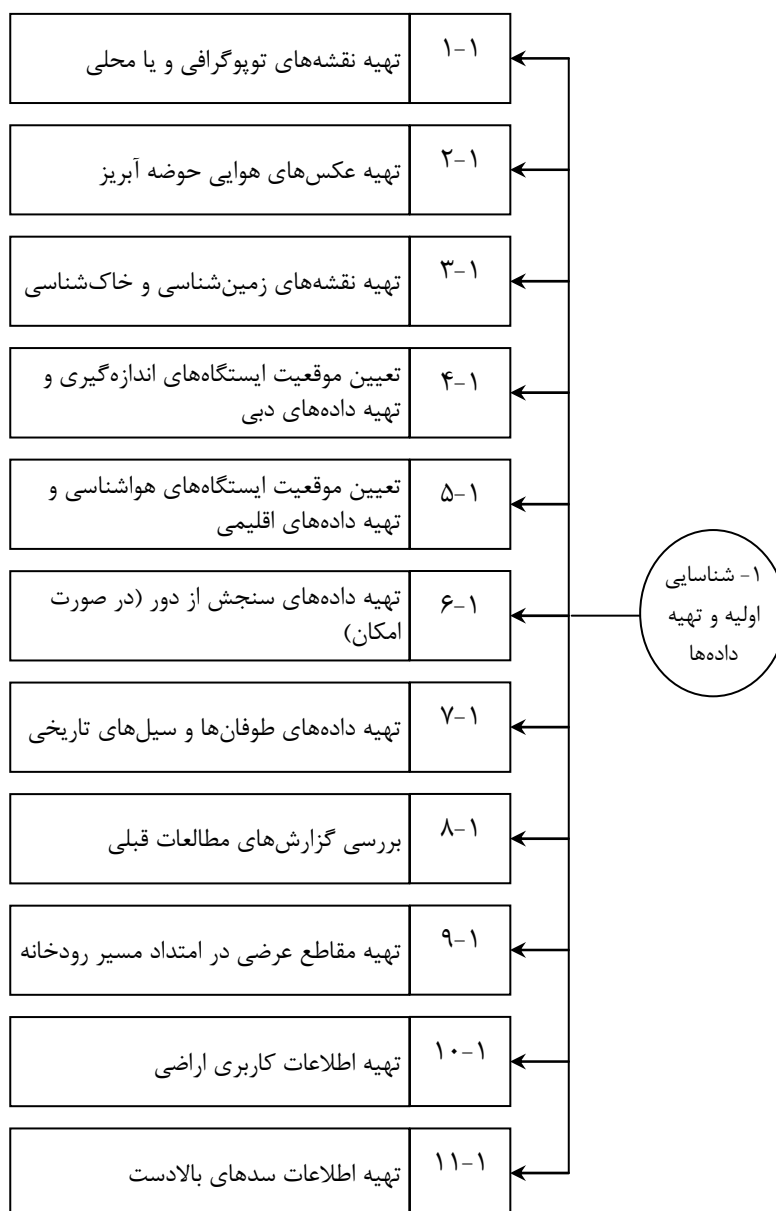 ۱-۱
تهیه نقشه‌های توپوگرافی و یا محلی
۲-۱
تهیه عکس‌های هوایی حوضه آبریز
۳-۱
تهیه نقشه‌های زمین‌شناسی و خاک‌شناسی
۴-۱
تعیین موقعیت ایستگاه‌های اندازه‌گیری و
تهیه داده‌های دبی
۵-۱
تعیین موقعیت ایستگاه‌های هواشناسی و
تهیه داده‌های اقلیمی
۱- شناسایی
اولیه و تهیه
داده‌ها
۶-۱
تهیه داده‌های سنجش از دور (در صورت
امکان)
۷-۱
تهیه داده‌های طوفان‌ها و سیل‌های تاریخی
۸-۱
بررسی گزارش‌های مطالعات قبلی
۹-۱
تهیه مقاطع عرضی در امتداد مسیر رودخانه
۱۰-۱
تهیه اطلاعات کاربری اراضی
۱۱-۱
تهیه اطلاعات سدهای بالادست